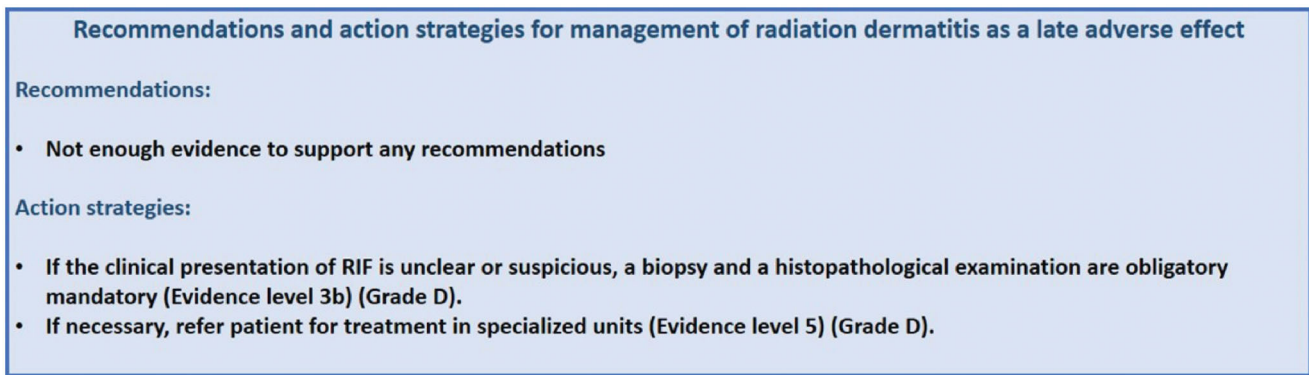 Recommendations and action strategies for management of radiation dermatitis as a late adverse effect
Recommendations:
• Not enough evidence to support any recommendations
Action strategies:
• If the clinical presentation of RIF is unclear or suspicious, a biopsy and a histopathological examination are obligatory
mandatory (Evidence level 3b) (Grade D).
• If necessary, refer patient for treatment in specialized units (Evidence level 5) (Grade D).